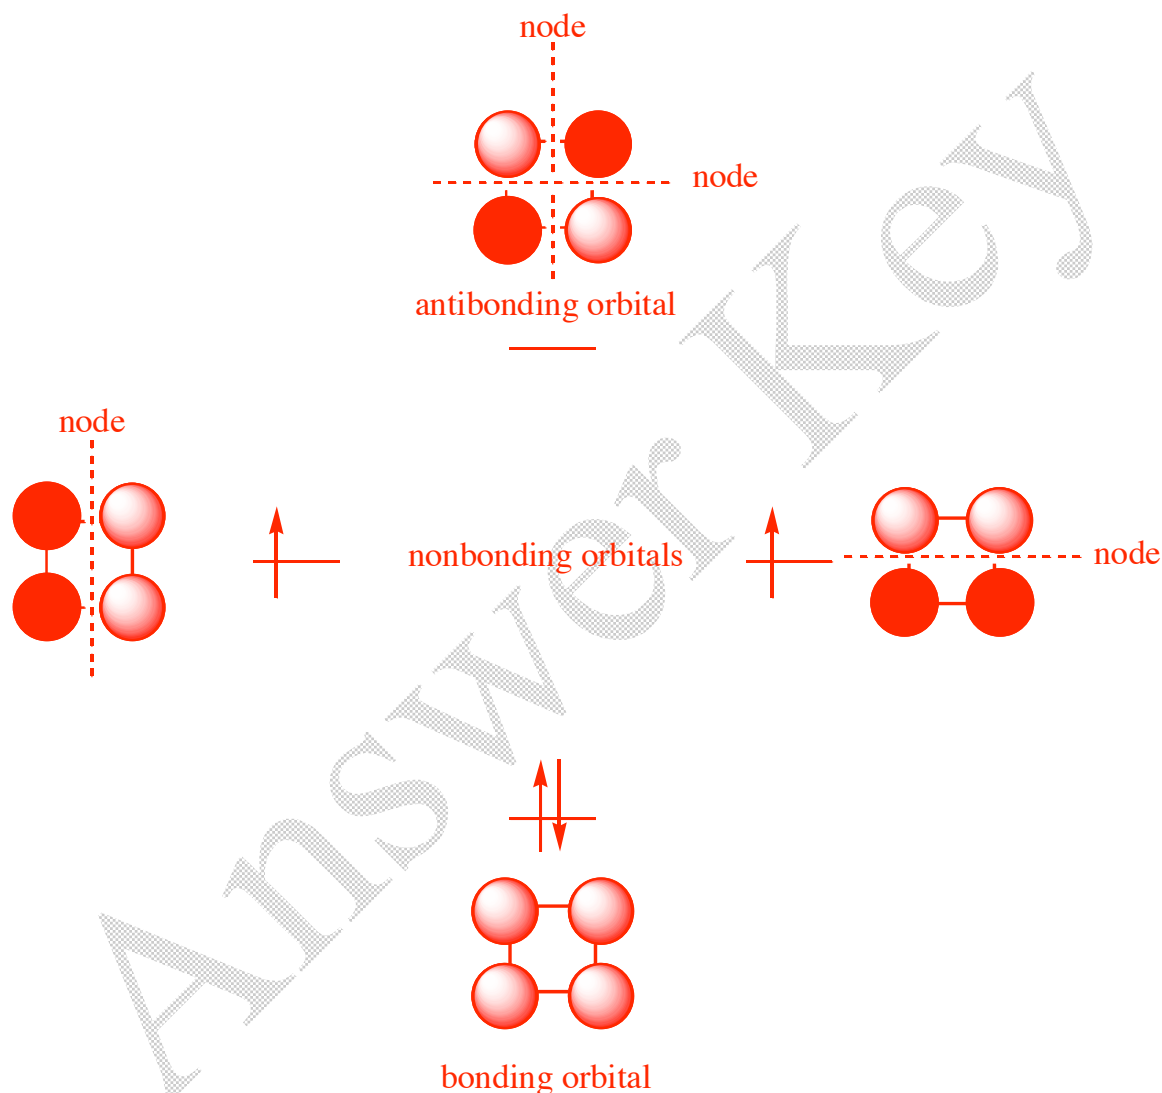 node
node
antibonding orbital
node
nonbonding orbitals
node
bonding orbital
Answer Key